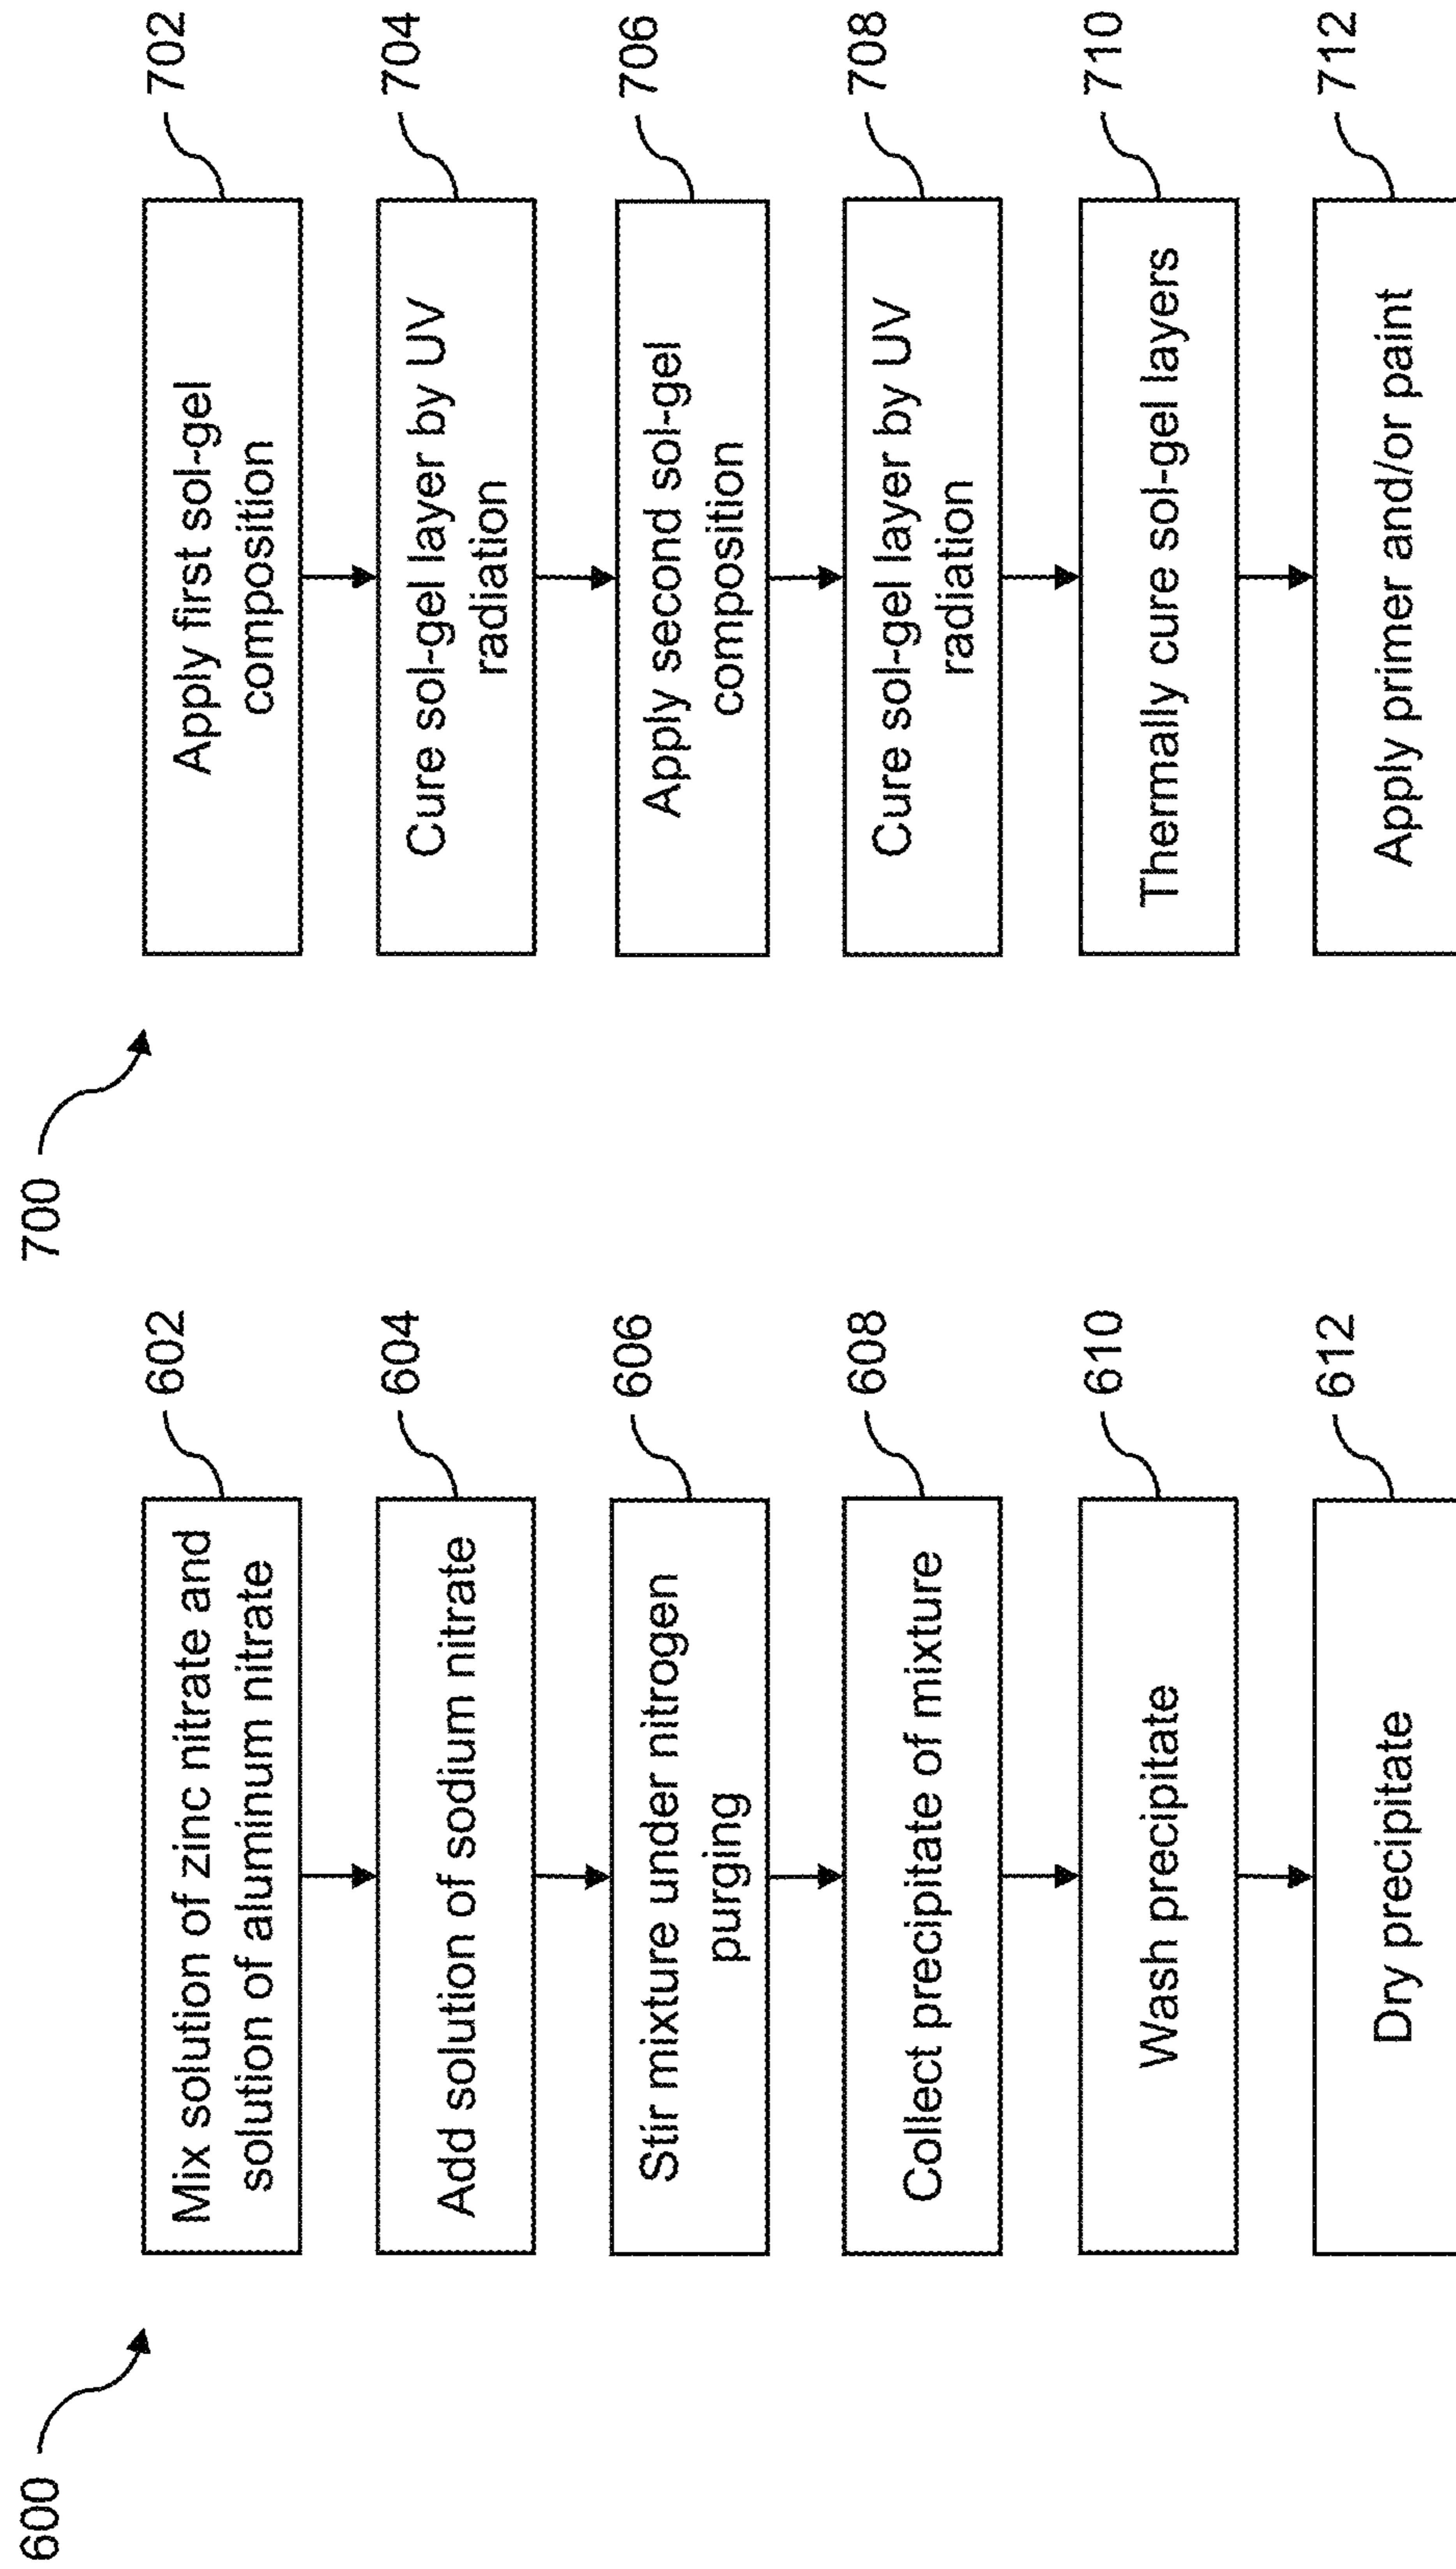 600
Mix solution of zinc nitrate and
solution of aluminum nitrate
602
Add solution of sodium nitrate
604
Stir mixture under nitrogen
purging
606
Collect precipitate of mixture
608
Wash precipitate
610
Dry precipitate
612
700
Apply first sol-gel
composition
702
Cure sol-gel layer by UV
radiation
704
Apply second sol-gel
composition
706
Cure sol-gel layer by UV
radiation
708
Thermally cure sol-gel layers
710
Apply primer and/or paint
712